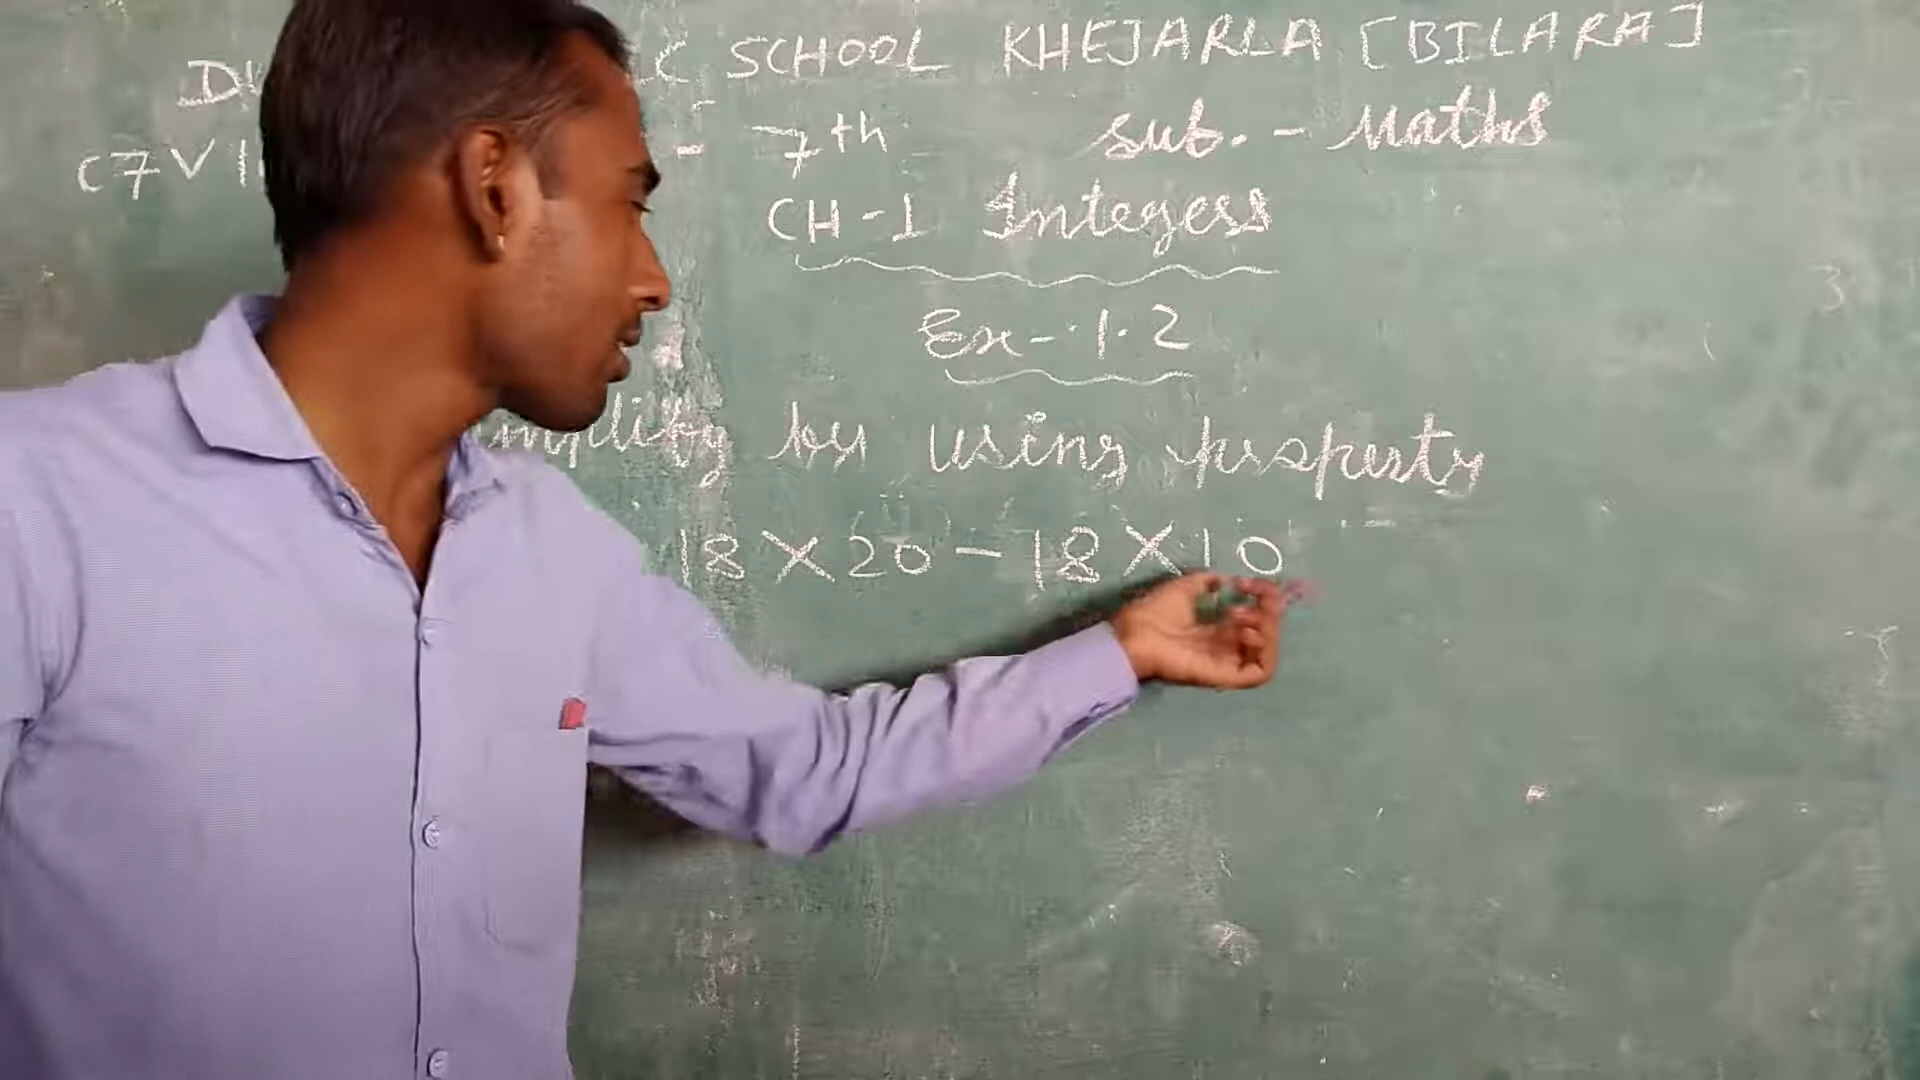 SCHOOL KHEJARLA [BILARA]
- 7th sub. - Maths
CH-1 Integers
Ex-1.2
by using property
18 X 20 - 18 X 10